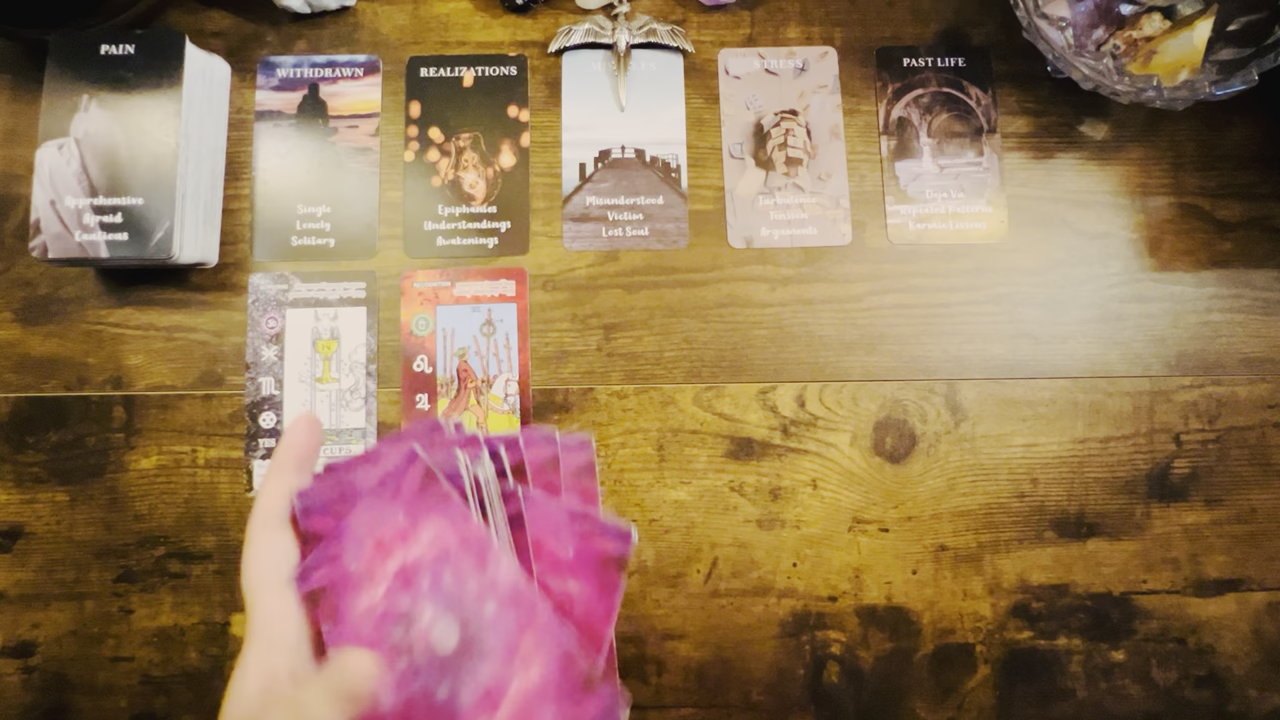 PAIN
Apprehensive
Afraid
Cautious
WITHDRAWN
Single
Lonely
Solitary
REALIZATIONS
Epiphanies
Understandings
Awakenings
Misunderstood
Victim
Lost Soul
STRESS
Turbulence
Tension
Arguments
PAST LIFE
Deja Vu
Repeated Patterns
Karmic Lessons
YES
CUPS